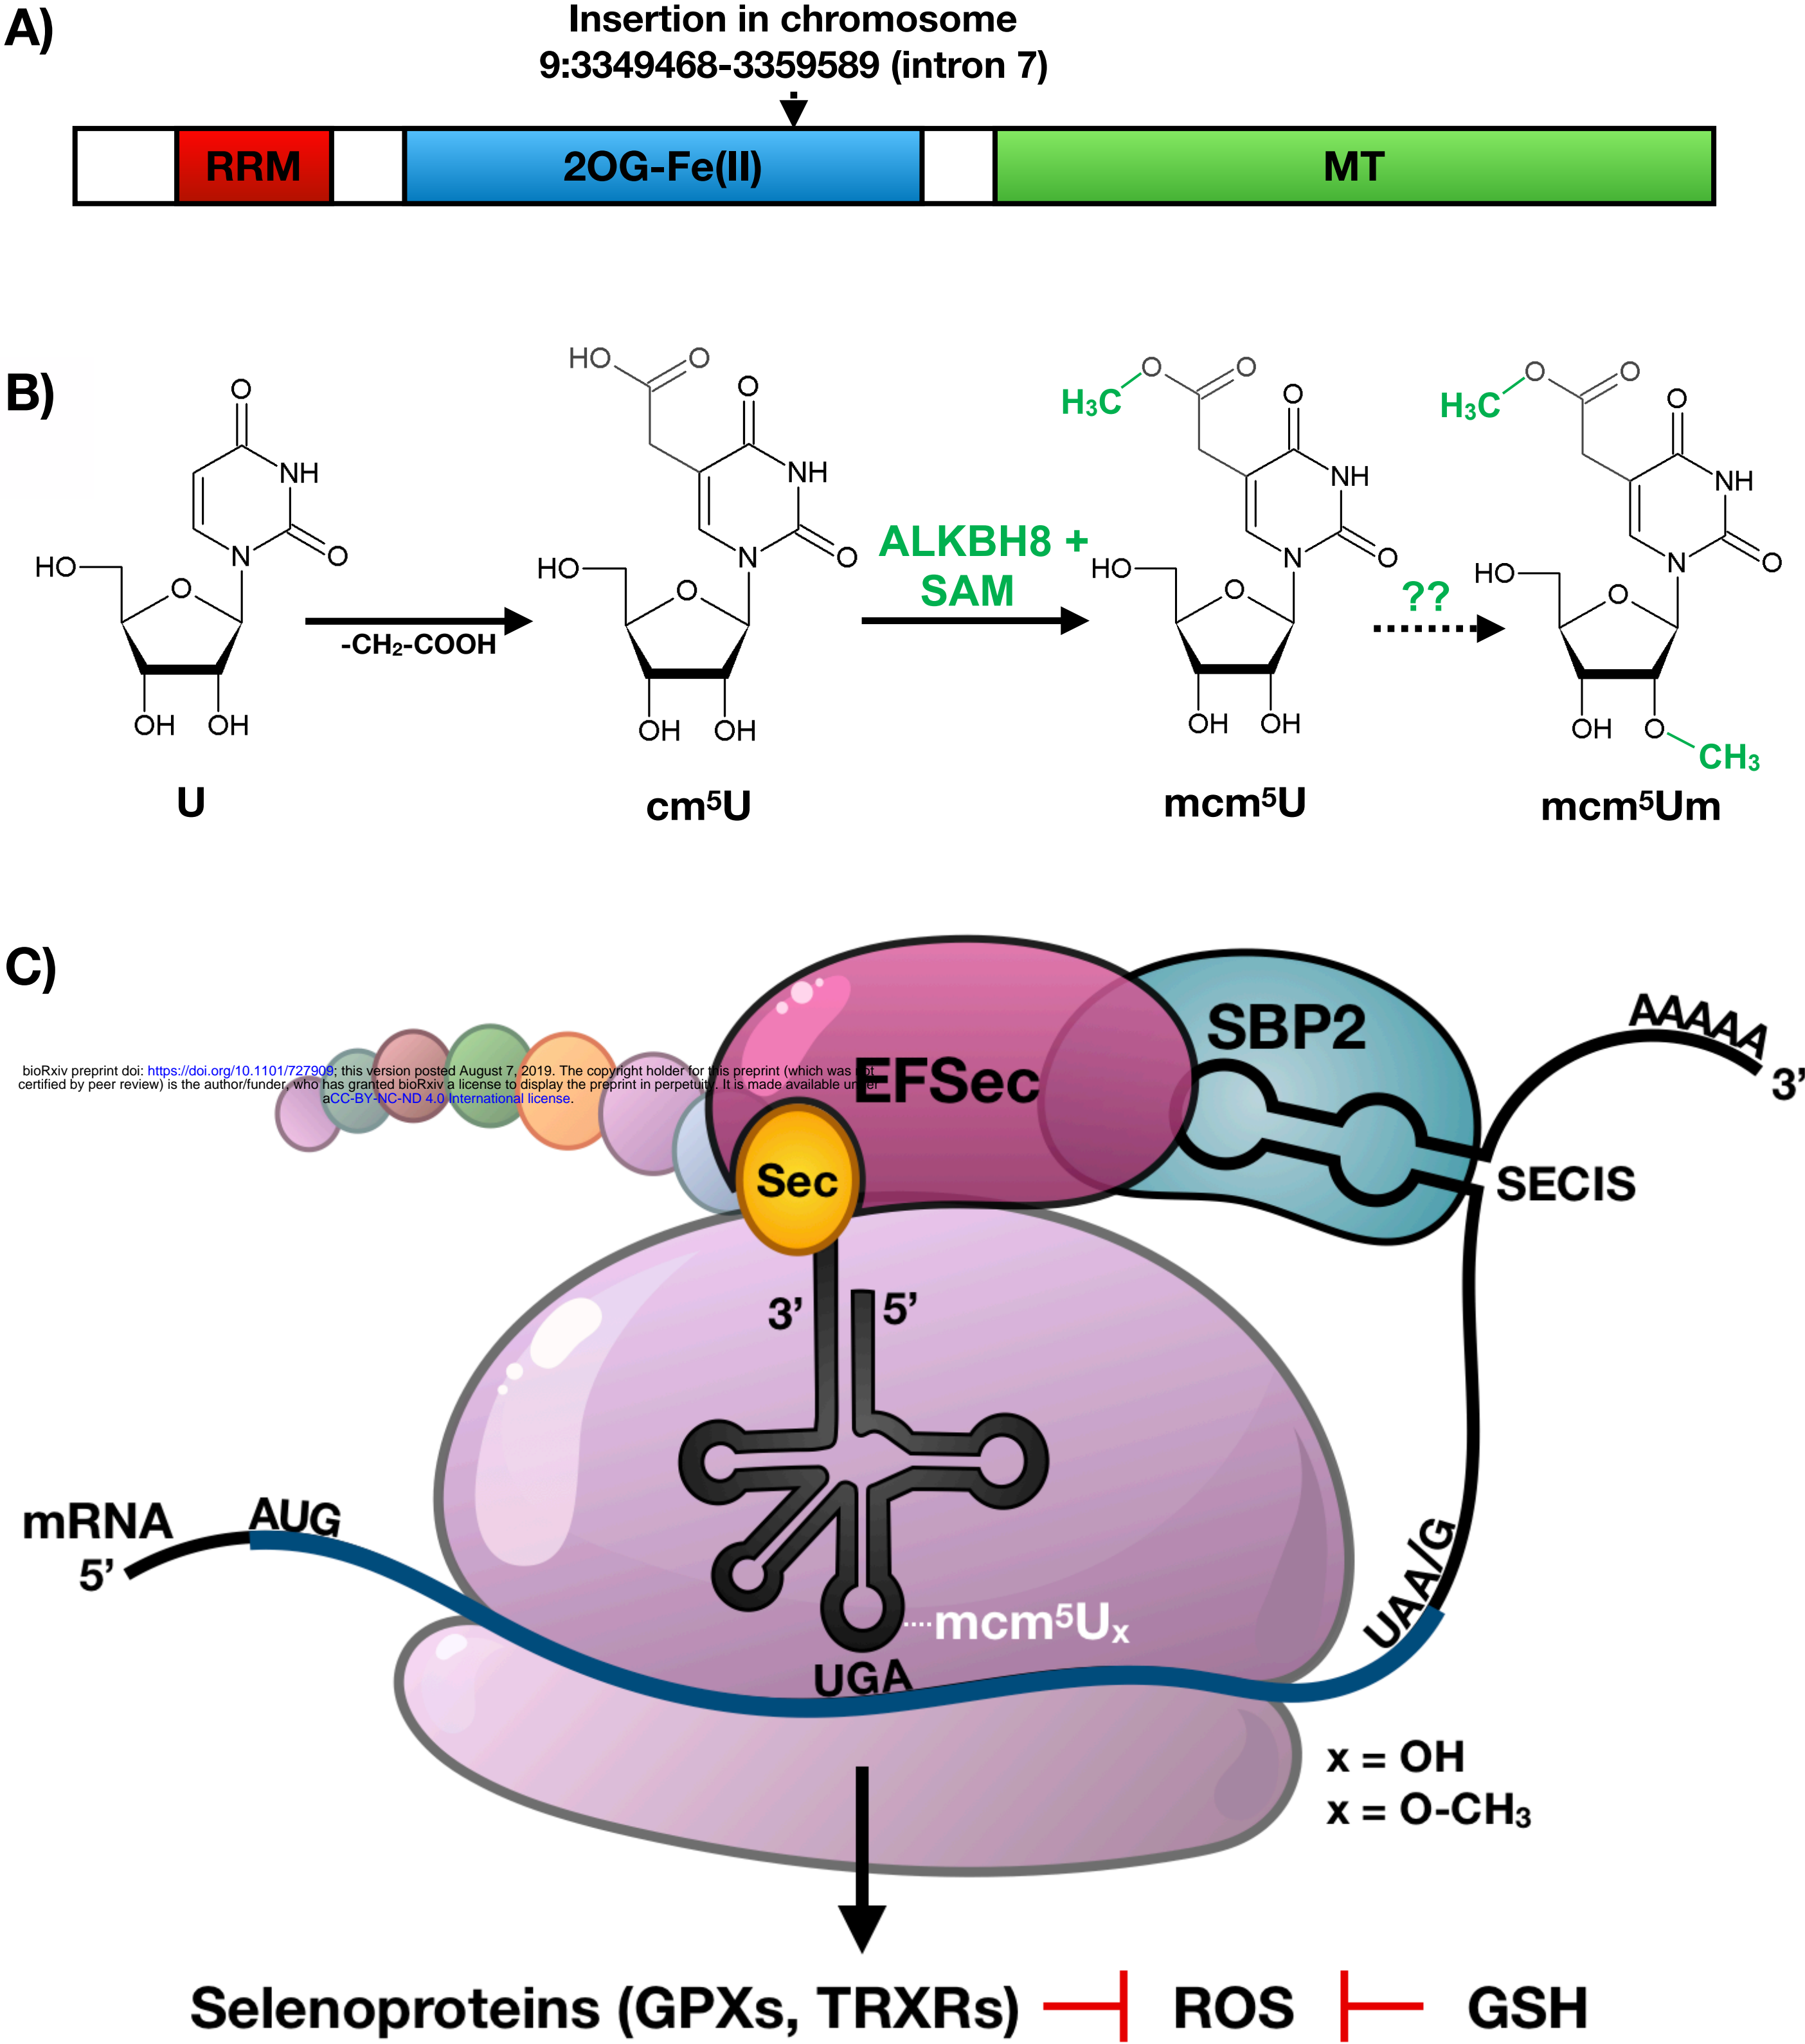 A)
Insertion in chromosome
9:3349468-3359589 (intron 7)
RRM
2OG-Fe(II)
MT
B)
O
NH
O
N
HO
O
OH OH
U
-CH₂-COOH
HO O
O
NH
O
N
HO
O
OH OH
cm⁵U
ALKBH8 +
SAM
O O
H₃C
O
NH
O
N
HO
O
OH OH
mcm⁵U
??
O O
H₃C
O
NH
O
N
HO
O
OH O
CH₃
mcm⁵Um
C)
bioRxiv preprint doi: https://doi.org/10.1101/727909; this version posted August 7, 2019. The copyright holder for this preprint (which was not
certified by peer review) is the author/funder, who has granted bioRxiv a license to display the preprint in perpetuity. It is made available under
aCC-BY-NC-ND 4.0 International license.
EFSec
SBP2
AAAAA
3’
SECIS
Sec
3’ 5’
mRNA
5’
AUG
mcm⁵Uₓ
UGA
UAA/G
x = OH
x = O-CH₃
Selenoproteins (GPXs, TRXRs) ROS GSH